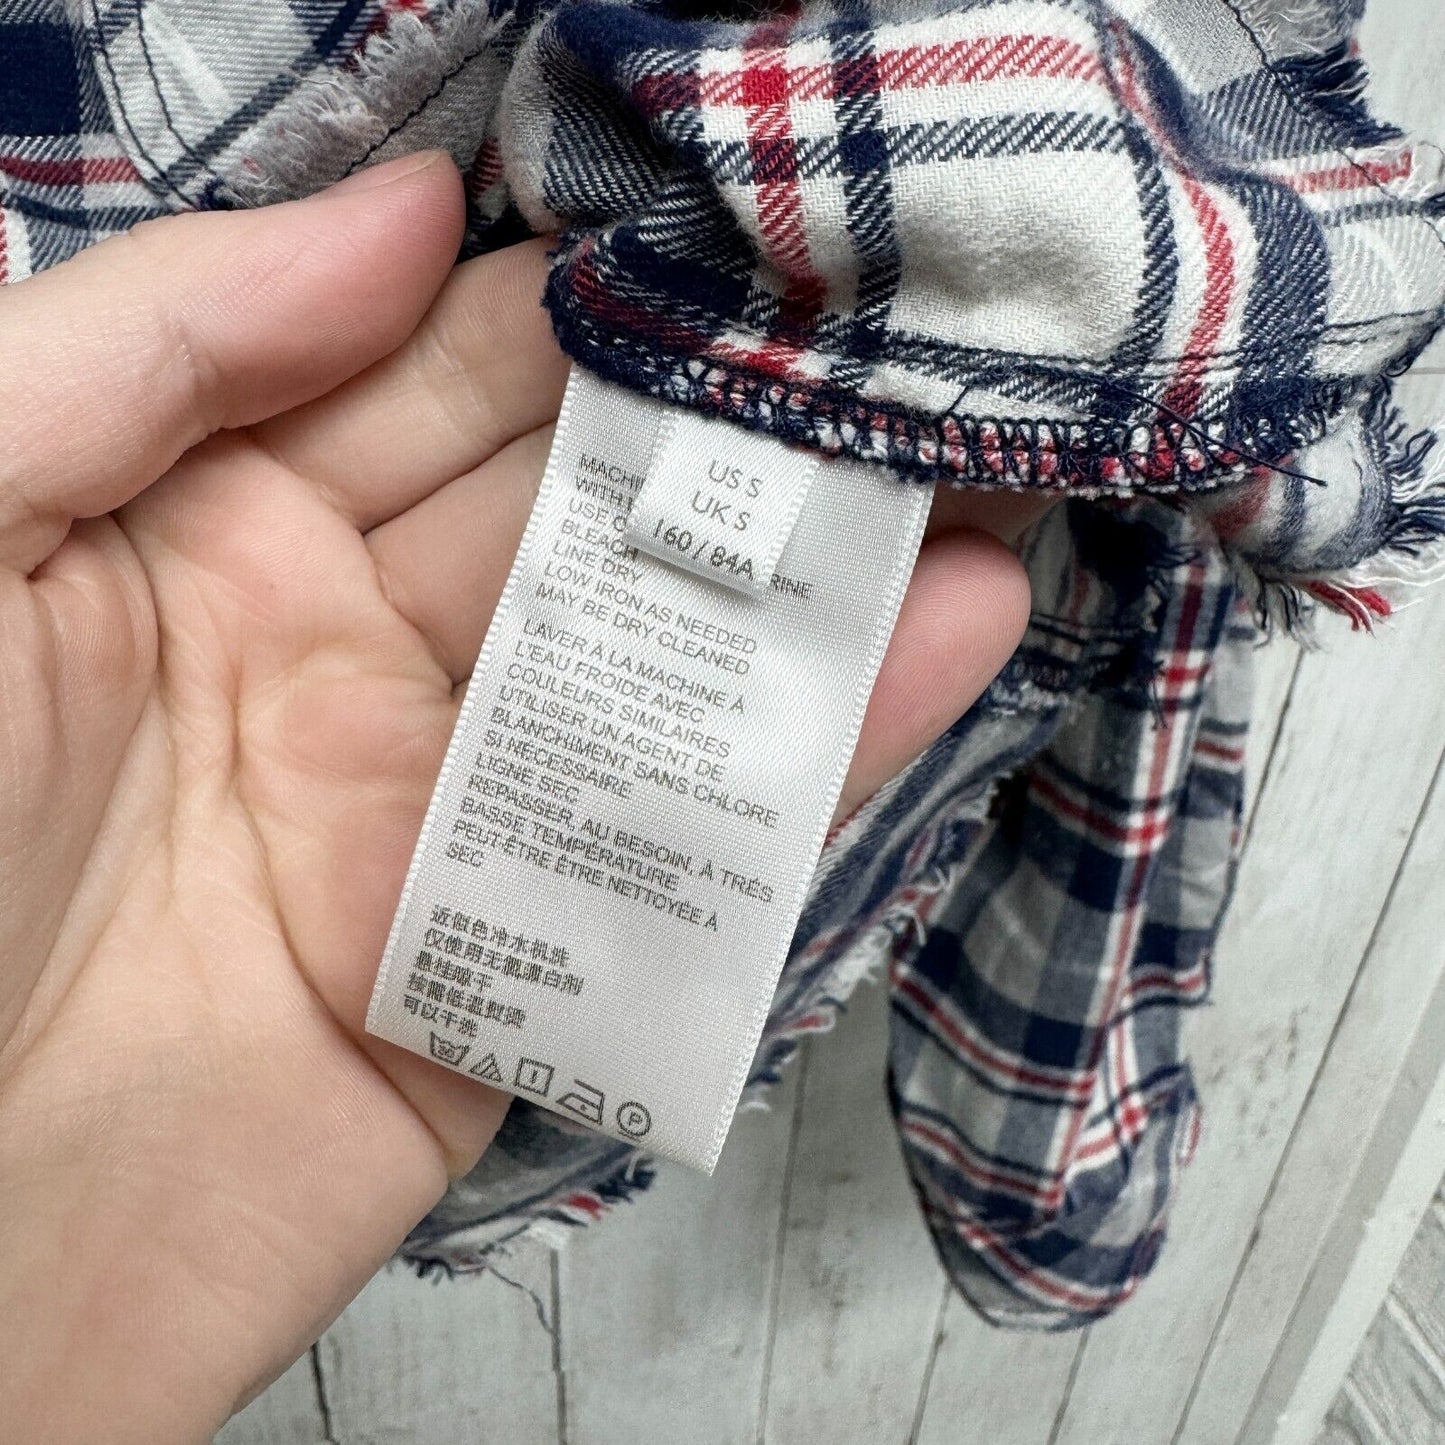 US S
UK S
160 / 84A
MACHI
WITH
USE O
RINE
BLEACH
LINE DRY
LOW IRON AS NEEDED
MAY BE DRY CLEANED
LAVER À LA MACHINE À
L'EAU FROIDE AVEC
COULEURS SIMILAIRES
UTILISER UN AGENT DE
BLANCHIMENT SANS CHLORE
SI NÉCESSAIRE
LIGNE SEC
REPASSER, AU BESOIN, À TRÉS
BASSE TEMPÉRATURE
PEUT-ÊTRE ÊTRE NETTOYÉE À
SEC
近似色冷水机洗
仅使用无氯漂白剂
悬挂晾干
按需低温熨烫
可以干洗
30
P